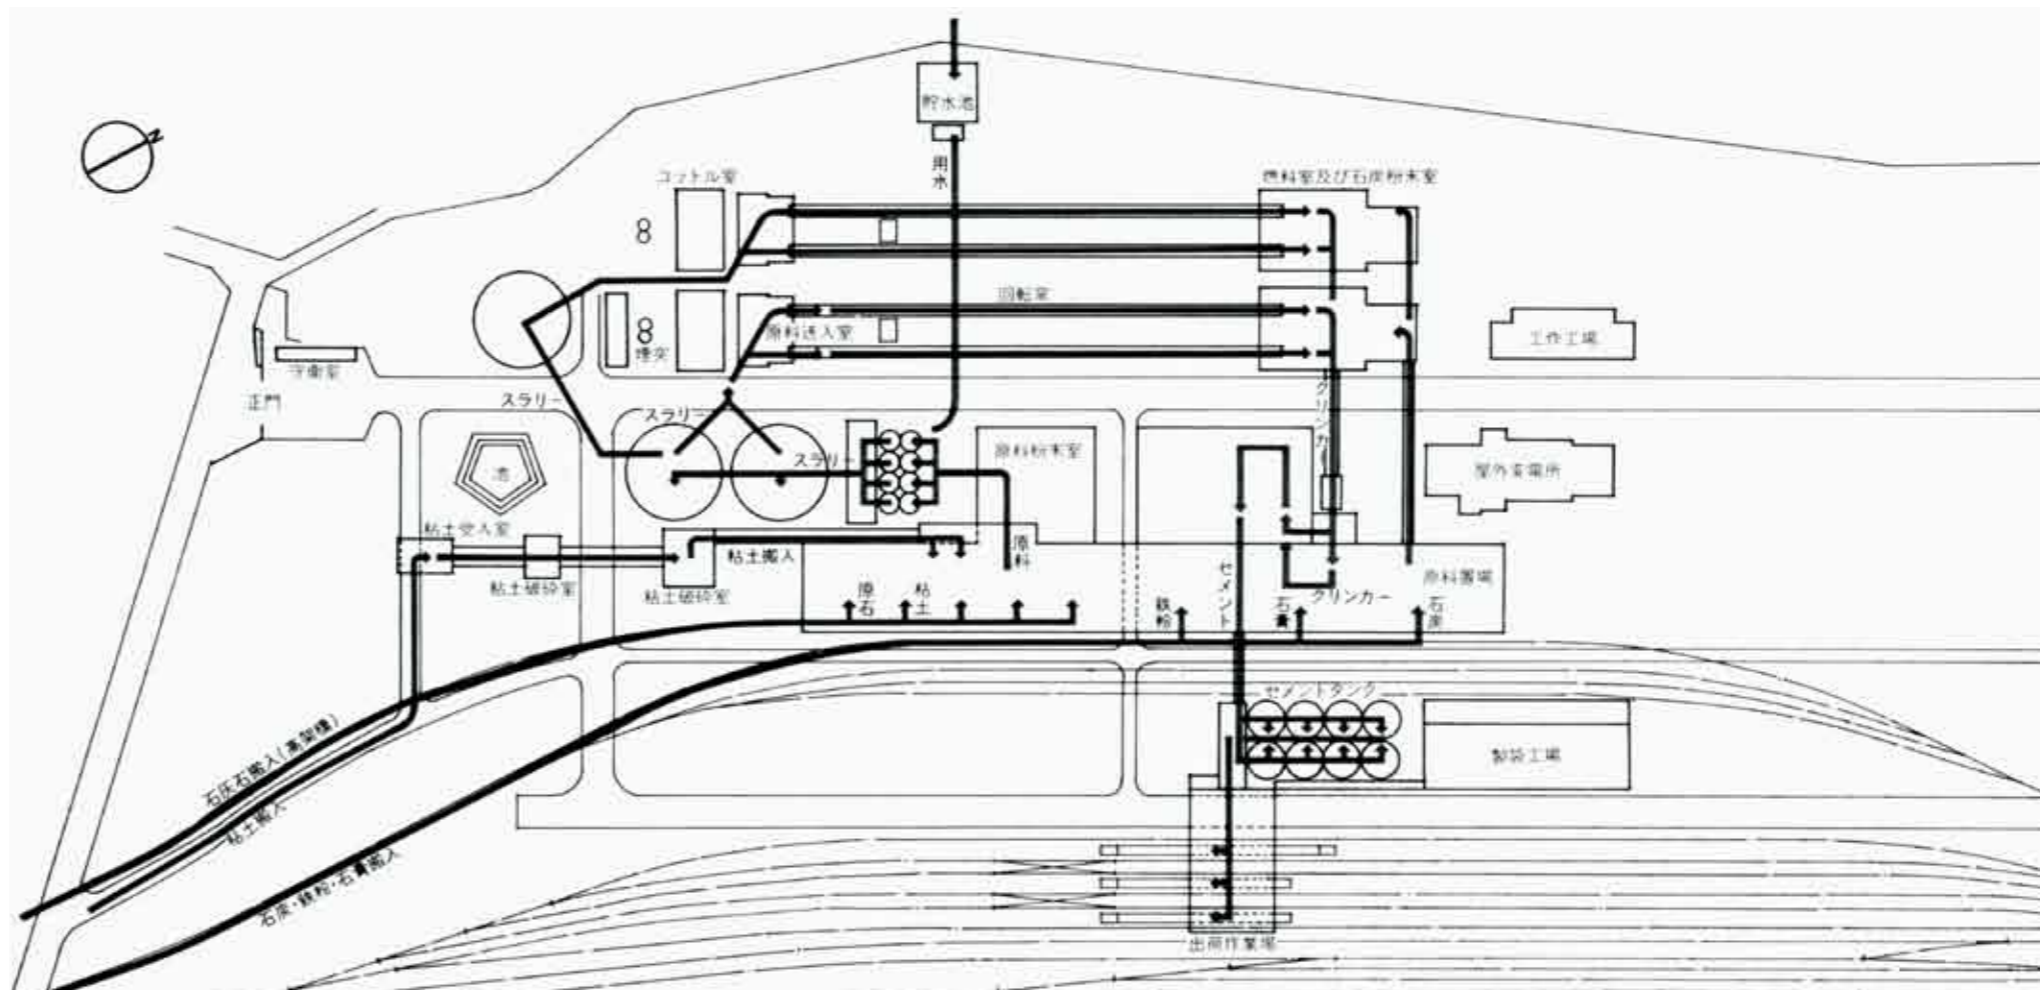 N
貯水池
用水
コットル室
燃料室及び石炭粉末室
回転窯
原料送入室
煙突
工作工場
守衛室
正門
スラリー
スラリー
スラリー
クリンカー
原料粉末室
屋外変電所
池
粘土受入室
粘土破砕室
粘土搬入
粘土破砕室
原料
原石
粘土
鉄粉
セメント
石膏
クリンカー
石炭
原料置場
セメントタンク
製袋工場
石灰石搬入(高架橋)
粘土搬入
石炭・鉄粉・石膏搬入
出荷作業場